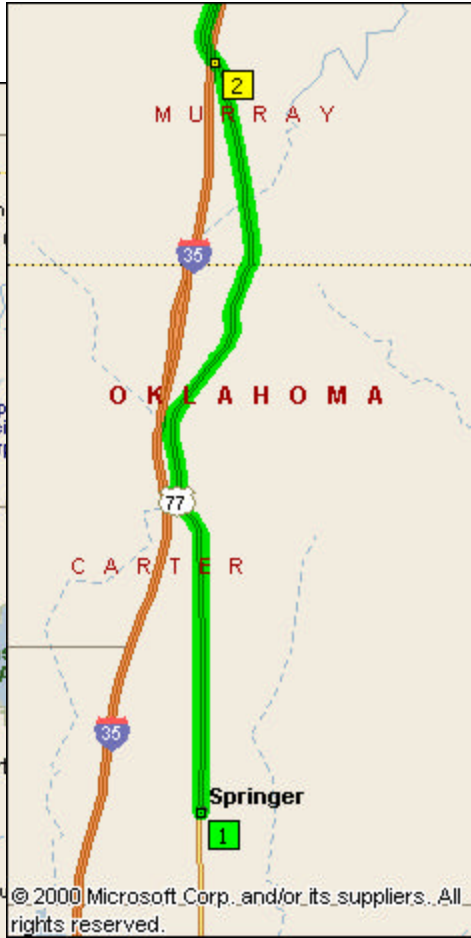 2
MURRAY
35
OKLAHOMA
77
CARTER
35
Springer
1
© 2000 Microsoft Corp. and/or its suppliers. All
rights reserved.